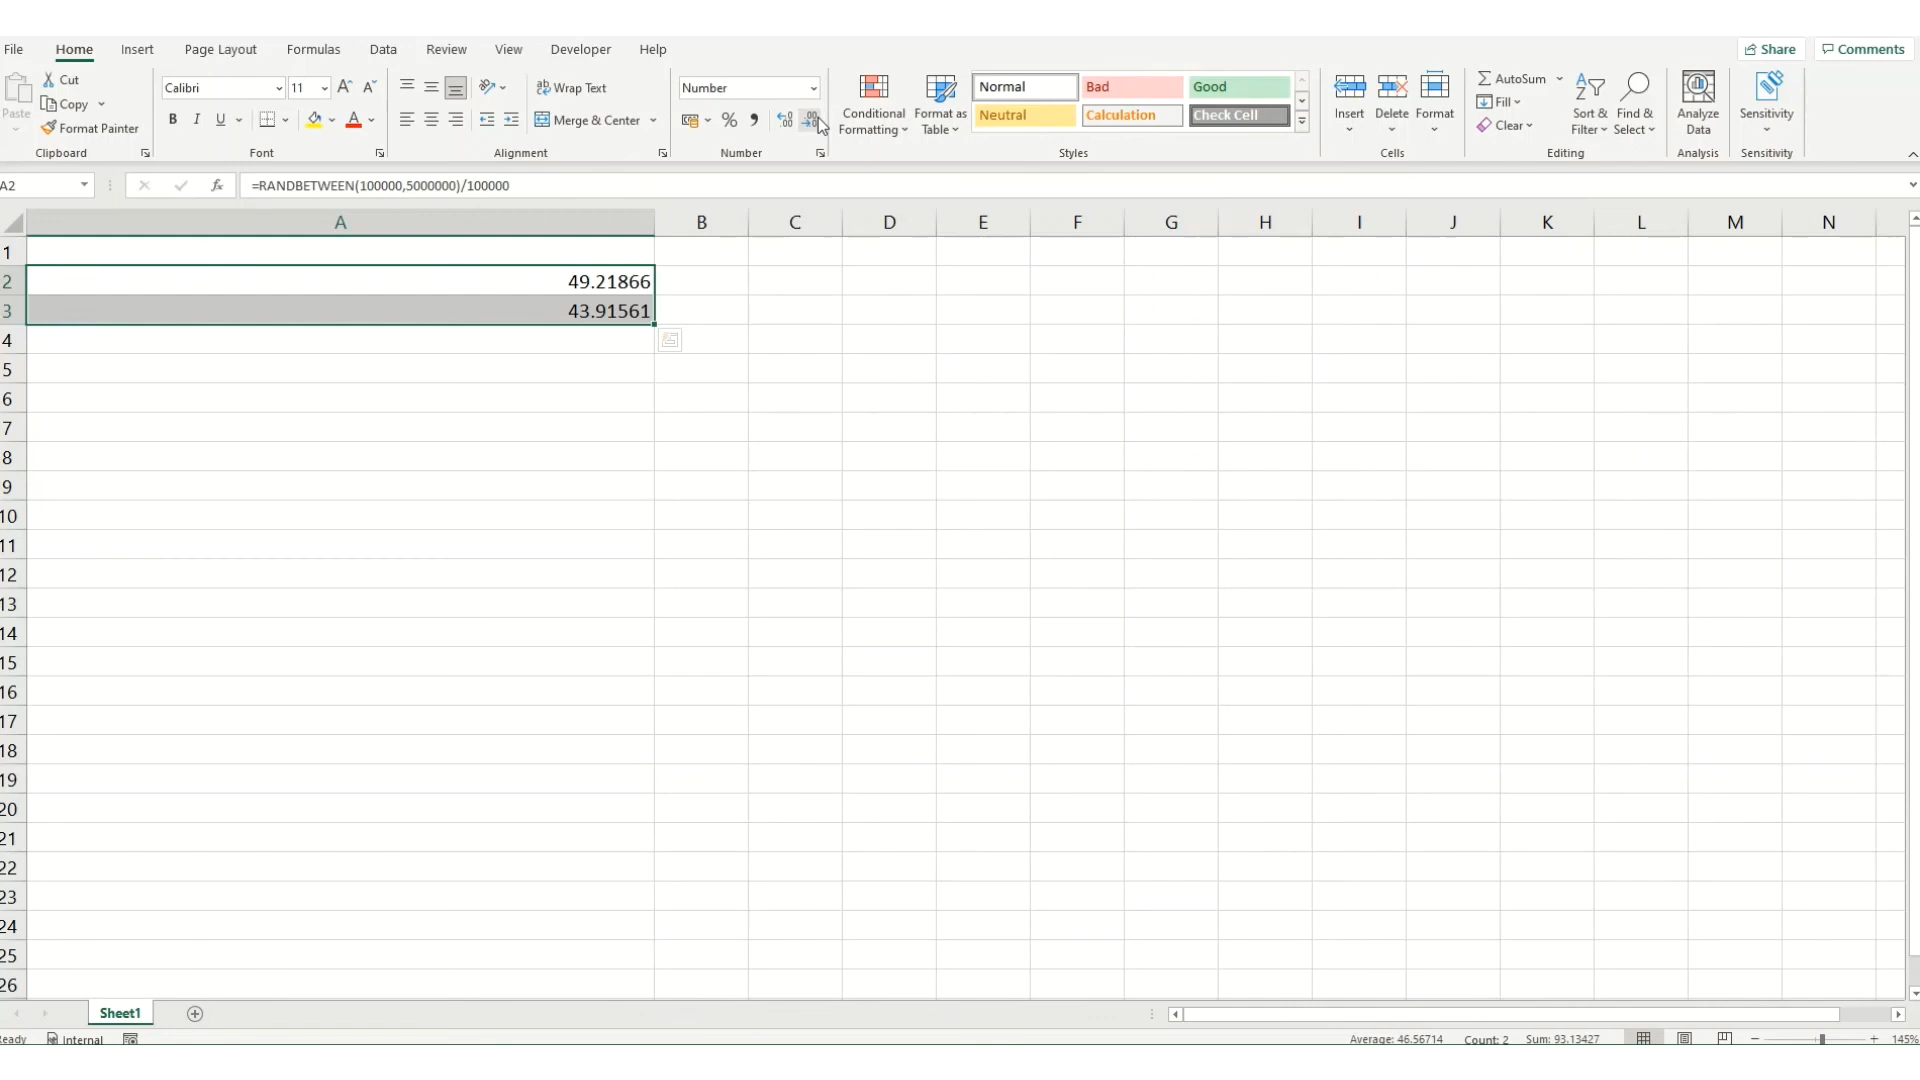 File Home Insert Page Layout Formulas Data Review View Developer Help Share Comments
Paste Cut Copy Format Painter Clipboard
Calibri 11 B I U Font
Wrap Text Merge & Center Alignment
Number % Number
Conditional Formatting Format as Table
Normal Bad Good
Neutral Calculation Check Cell
Styles
Insert Delete Format Cells
AutoSum Fill Clear Sort & Filter Find & Select Editing
Analyze Data Analysis
Sensitivity Sensitivity
A2 fx =RANDBETWEEN(100000,5000000)/100000
A B C D E F G H I J K L M N
1
2 49.21866
3 43.91561
4
5
6
7
8
9
10
11
12
13
14
15
16
17
18
19
20
21
22
23
24
25
26
Sheet1
eady Internal Average: 46.56714 Count: 2 Sum: 93.13427 145%